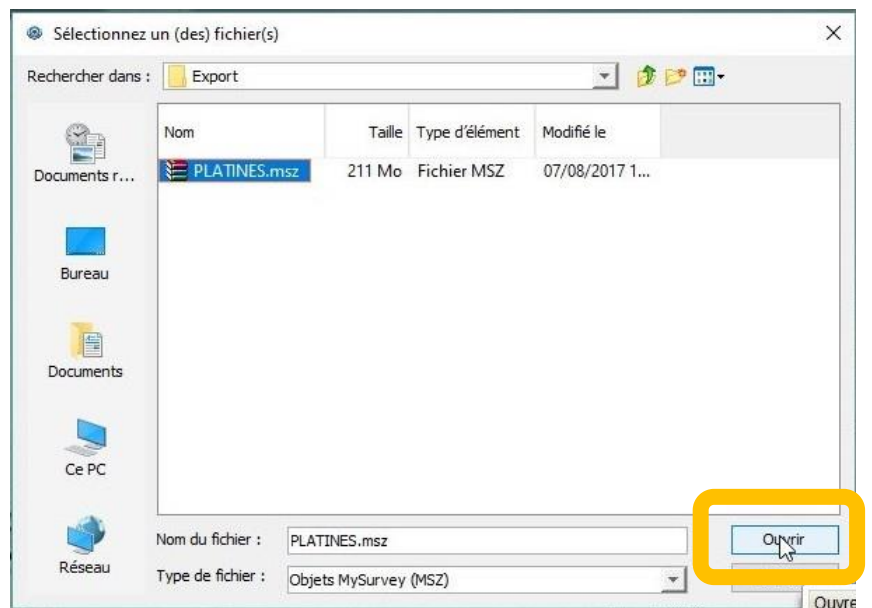 Sélectionnez un (des) fichier(s)
Rechercher dans : Export
Nom Taille Type d'élément Modifié le
PLATINES.msz 211 Mo Fichier MSZ 07/08/2017 1...
Documents r...
Bureau
Documents
Ce PC
Réseau
Nom du fichier : PLATINES.msz Ouvrir
Type de fichier : Objets MySurvey (MSZ)
Ouvre